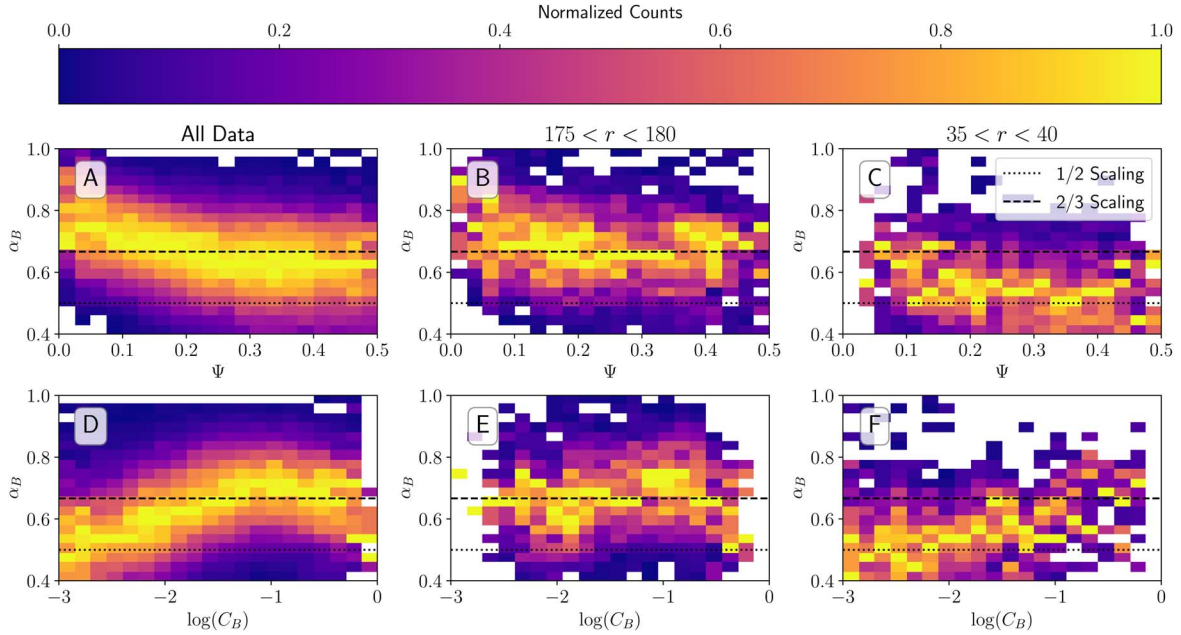 Normalized Counts
0.0 0.2 0.4 0.6 0.8 1.0
All Data 175 < r < 180 35 < r < 40
A B C
1/2 Scaling
2/3 Scaling
α_B α_B α_B
1.0 0.8 0.6 0.4
1.0 0.8 0.6 0.4
1.0 0.8 0.6 0.4
0.0 0.1 0.2 0.3 0.4 0.5 0.0 0.1 0.2 0.3 0.4 0.5 0.0 0.1 0.2 0.3 0.4 0.5
Ψ Ψ Ψ
D E F
α_B α_B α_B
1.0 0.8 0.6 0.4
1.0 0.8 0.6 0.4
1.0 0.8 0.6 0.4
−3 −2 −1 0 −3 −2 −1 0 −3 −2 −1 0
log(C_B) log(C_B) log(C_B)